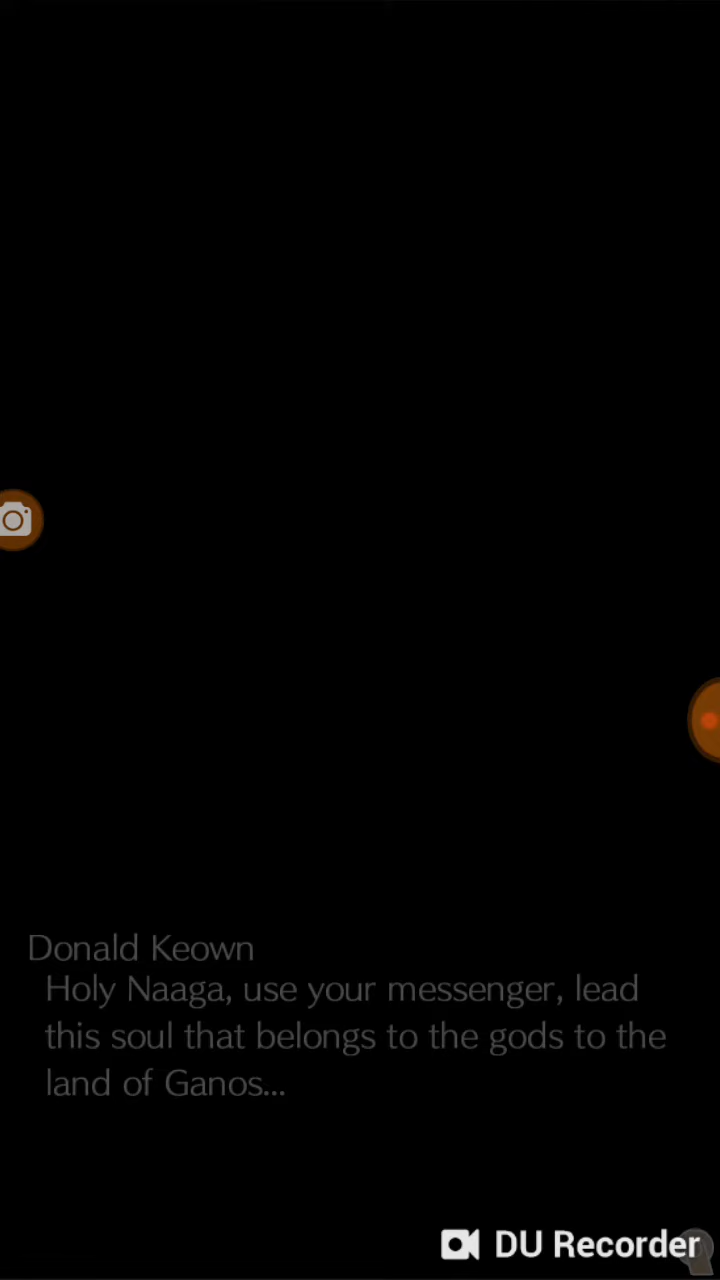 Donald Keown
Holy Naaga, use your messenger, lead
this soul that belongs to the gods to the
land of Ganos...
DU Recorder